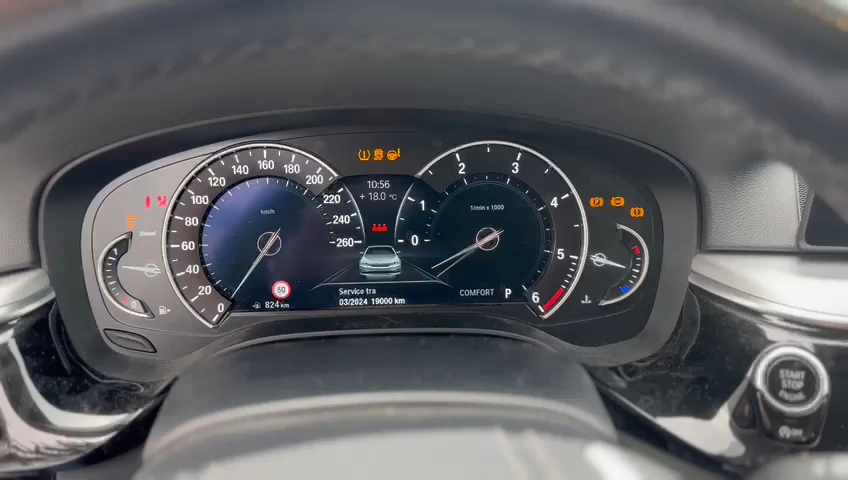 10:56
+ 18.0 °C
km/h
0
20
40
60
80
100
120
140
160
180
200
220
240
260
1/min x 1000
0
1
2
3
4
5
6
Diesel
0
Service tra
03/2024 19000 km
824 km
COMFORT
P
START
STOP
ENGINE